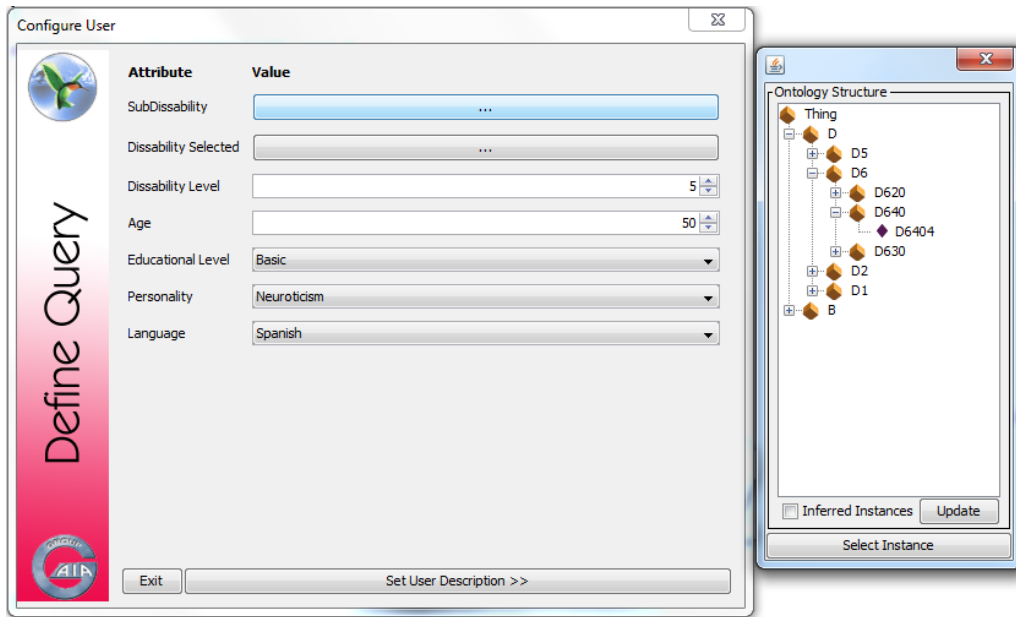 Configure User
Attribute Value
SubDissability ...
Dissability Selected ...
Dissability Level 5
Age 50
Educational Level Basic
Personality Neuroticism
Language Spanish
Define Query
GROUP
GAIA
Exit Set User Description >>
Ontology Structure
Thing
D
D5
D6
D620
D640
D6404
D630
D2
D1
B
Inferred Instances Update
Select Instance